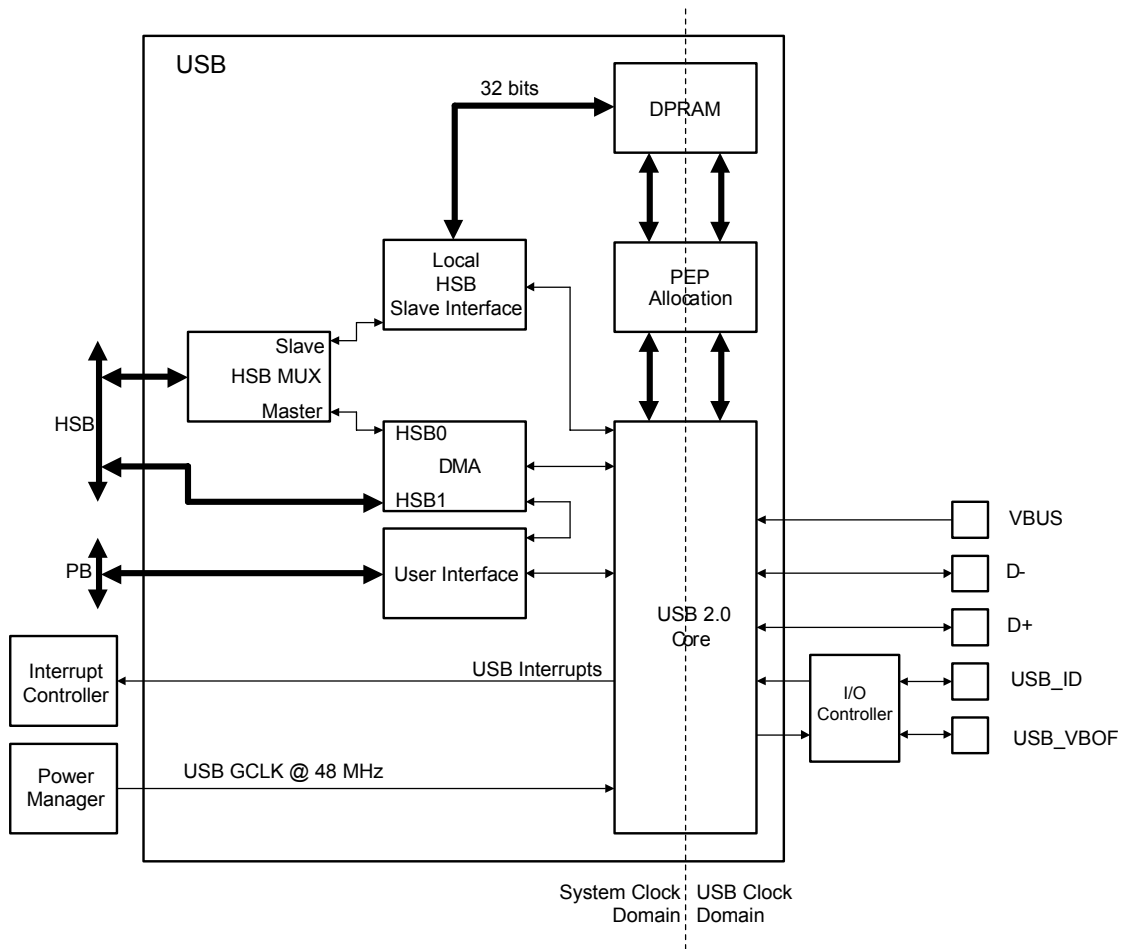 USB
32 bits
DPRAM
Local
HSB
Slave Interface
PEP
Allocation
Slave
HSB MUX
Master
HSB
HSB0
DMA
HSB1
VBUS
PB
User Interface
D-
USB 2.0
Core
D+
Interrupt
Controller
USB Interrupts
I/O
Controller
USB_ID
USB_VBOF
Power
Manager
USB GCLK @ 48 MHz
System Clock
Domain
USB Clock
Domain